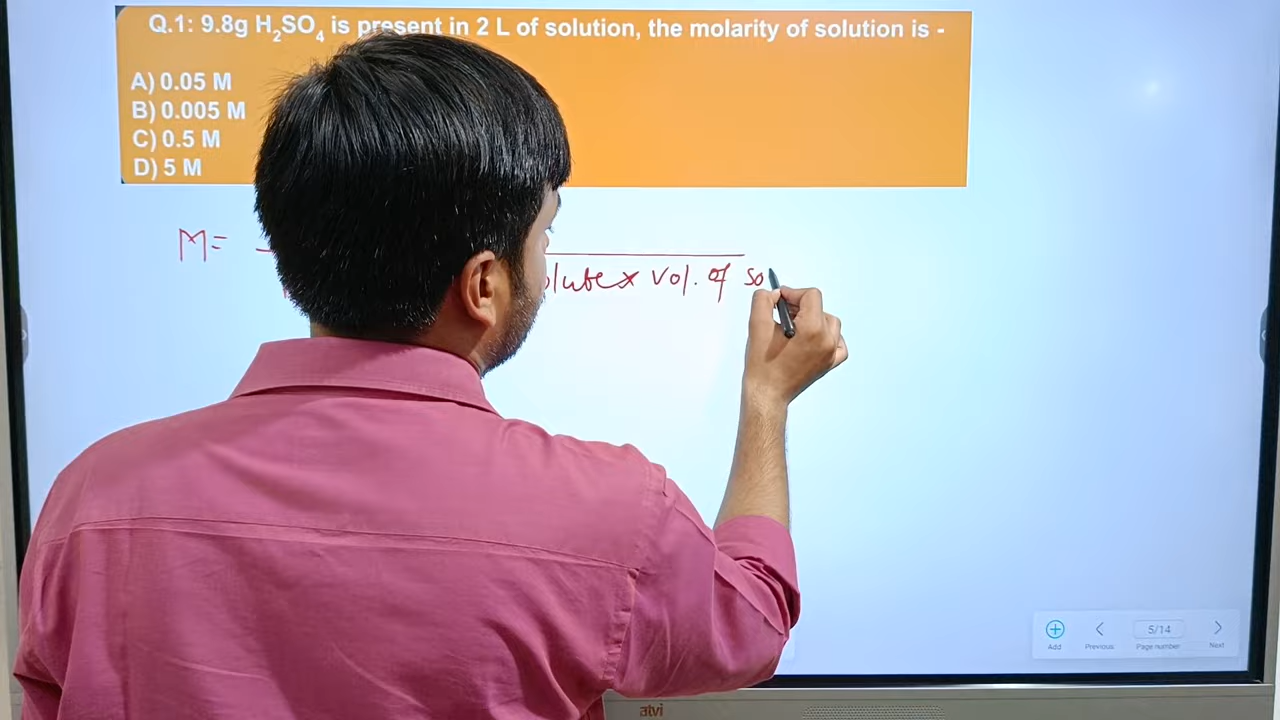 Q.1: 9.8g H₂SO₄ is present in 2 L of solution, the molarity of solution is -
A) 0.05 M
B) 0.005 M
C) 0.5 M
D) 5 M
M=
x Vol. of so
5/14
Add Previous Page number Next
atvi